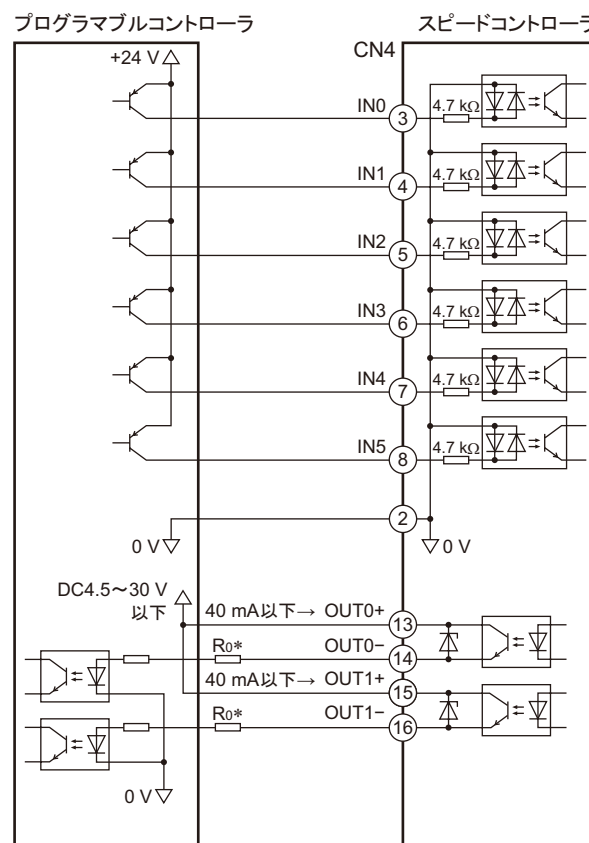 プログラマブルコントローラ
スピードコントローラ
+24 V
CN4
IN0
3
4.7 kΩ
IN1
4
4.7 kΩ
IN2
5
4.7 kΩ
IN3
6
4.7 kΩ
IN4
7
4.7 kΩ
IN5
8
4.7 kΩ
2
0 V
0 V
DC4.5～30 V
以下
40 mA以下→ OUT0+
13
R0*
OUT0−
14
40 mA以下→ OUT1+
15
R0*
OUT1−
16
0 V